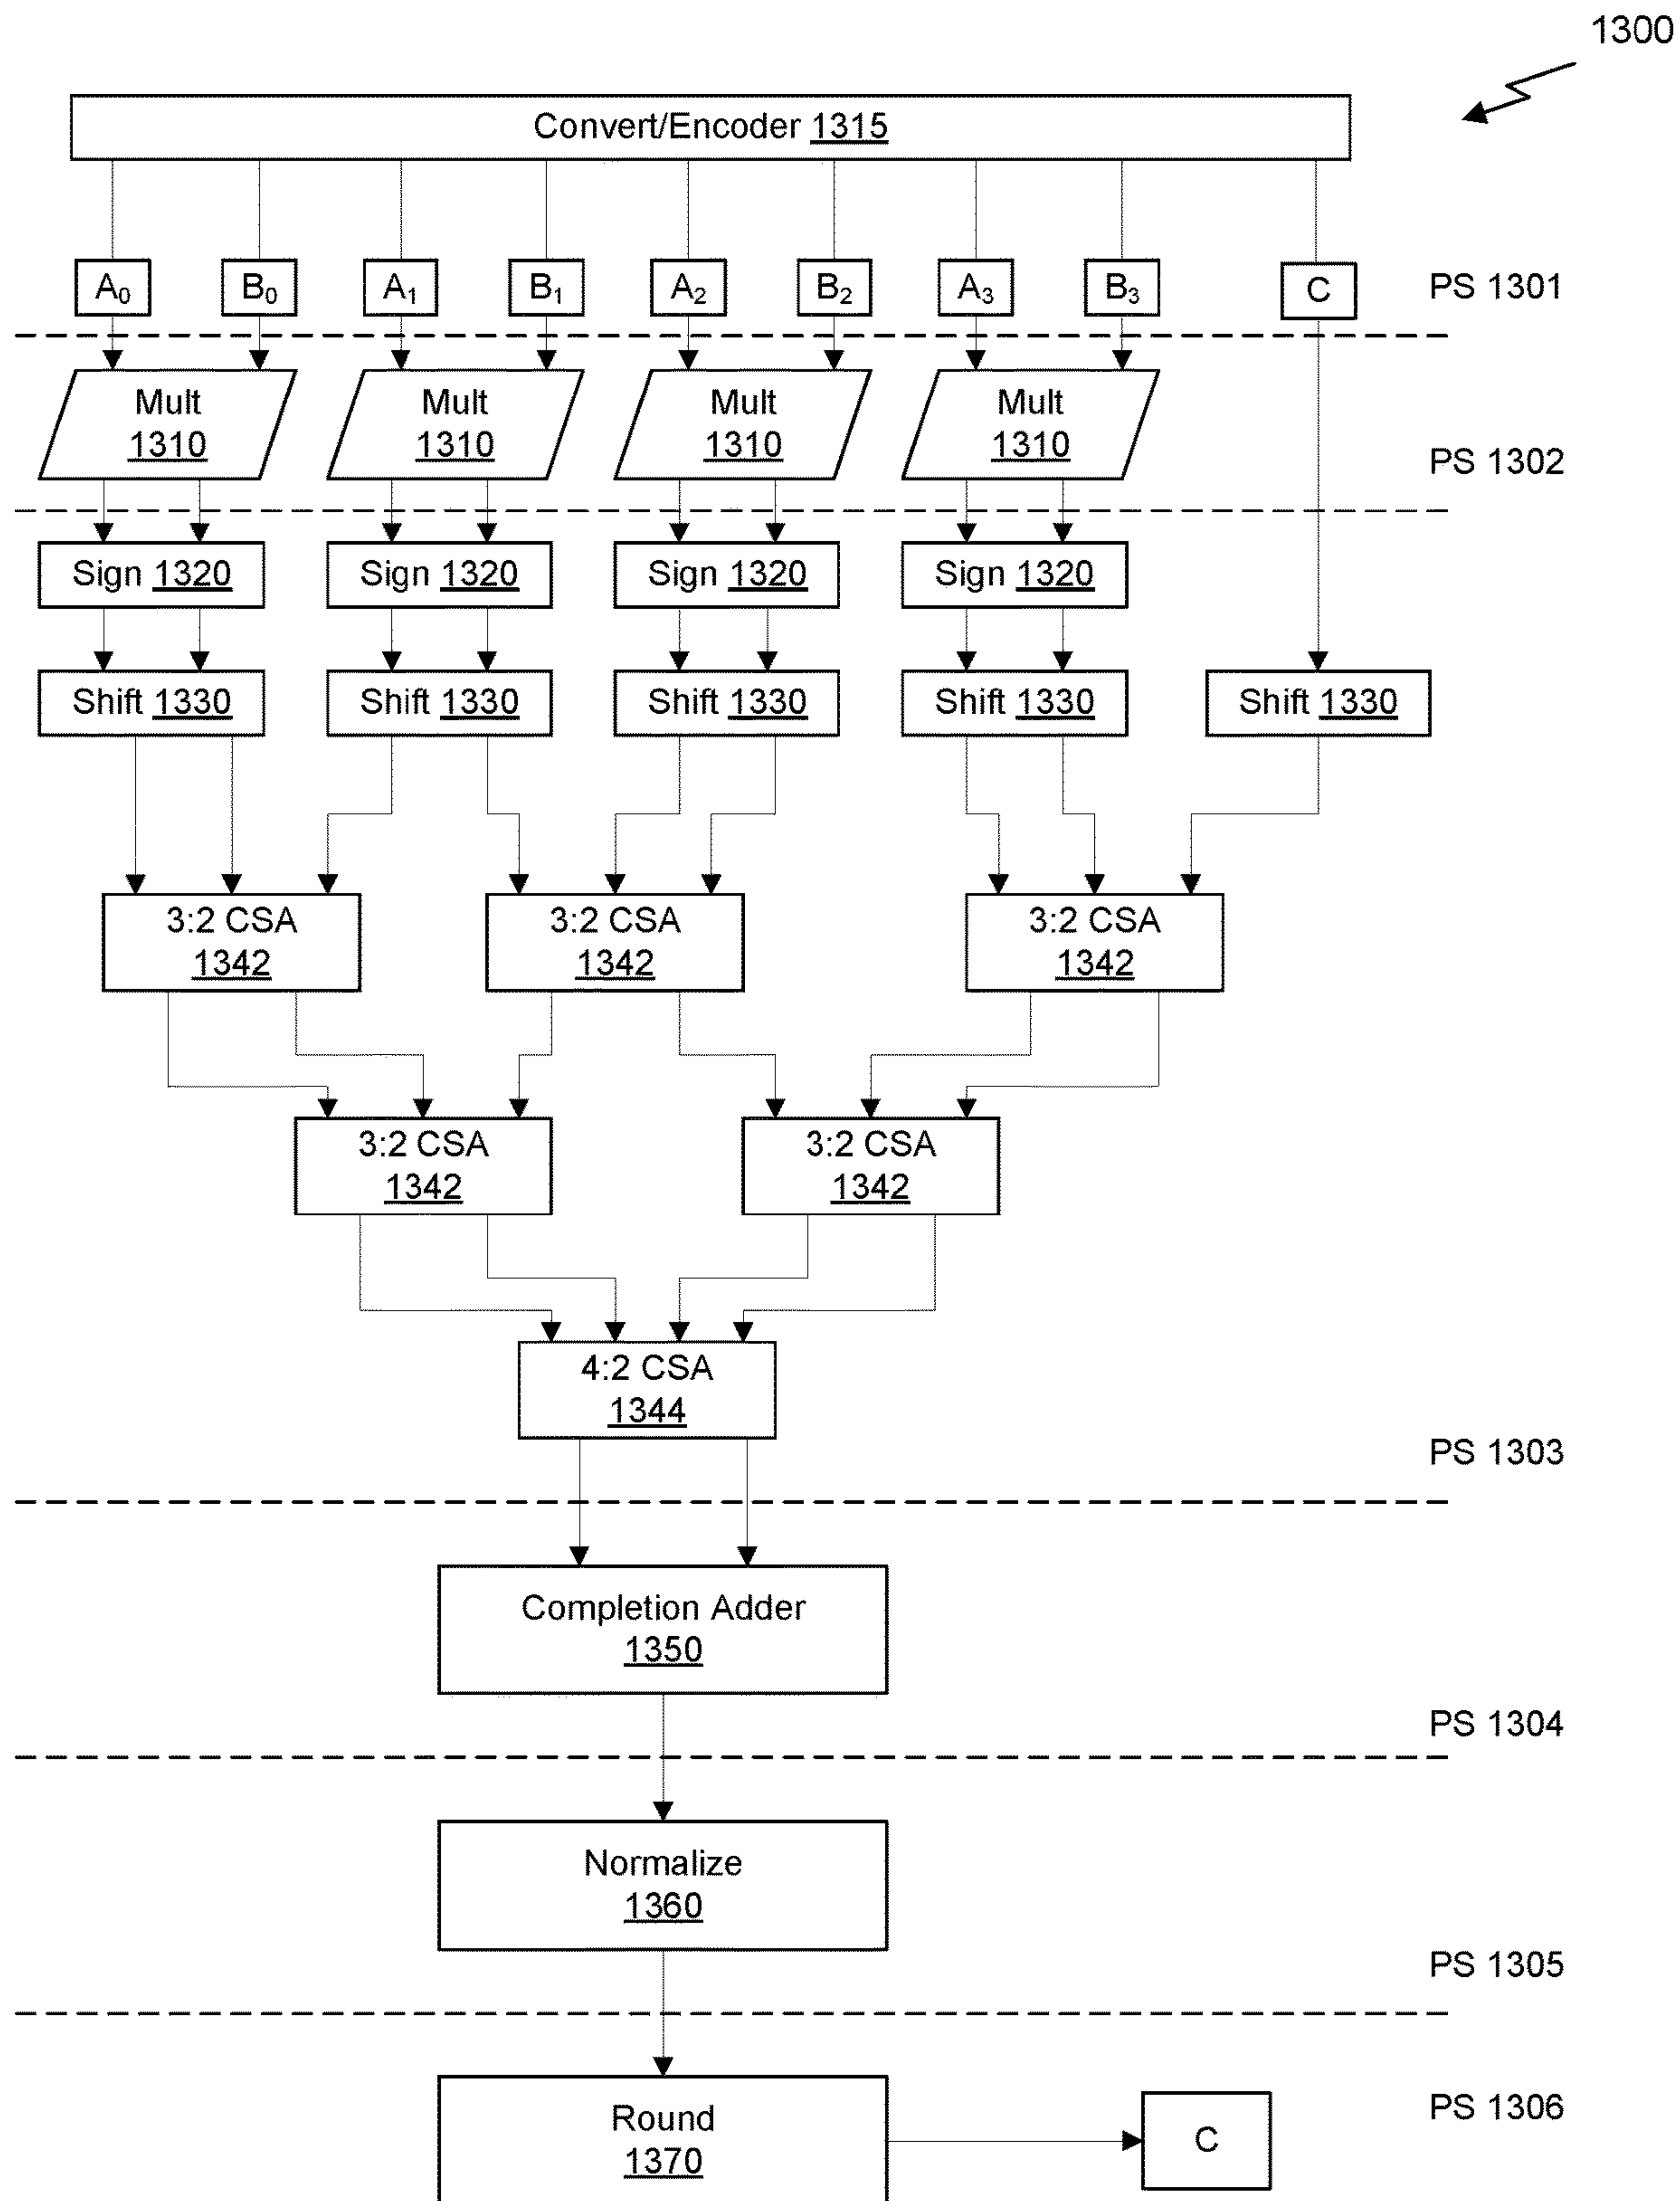 1300
Convert/Encoder 1315
A₀ B₀ A₁ B₁ A₂ B₂ A₃ B₃ C PS 1301
Mult Mult Mult Mult
1310 1310 1310 1310
PS 1302
Sign 1320 Sign 1320 Sign 1320 Sign 1320
Shift 1330 Shift 1330 Shift 1330 Shift 1330 Shift 1330
3:2 CSA 3:2 CSA 3:2 CSA
1342 1342 1342
3:2 CSA 3:2 CSA
1342 1342
4:2 CSA
1344
PS 1303
Completion Adder
1350
PS 1304
Normalize
1360
PS 1305
Round
1370
C
PS 1306